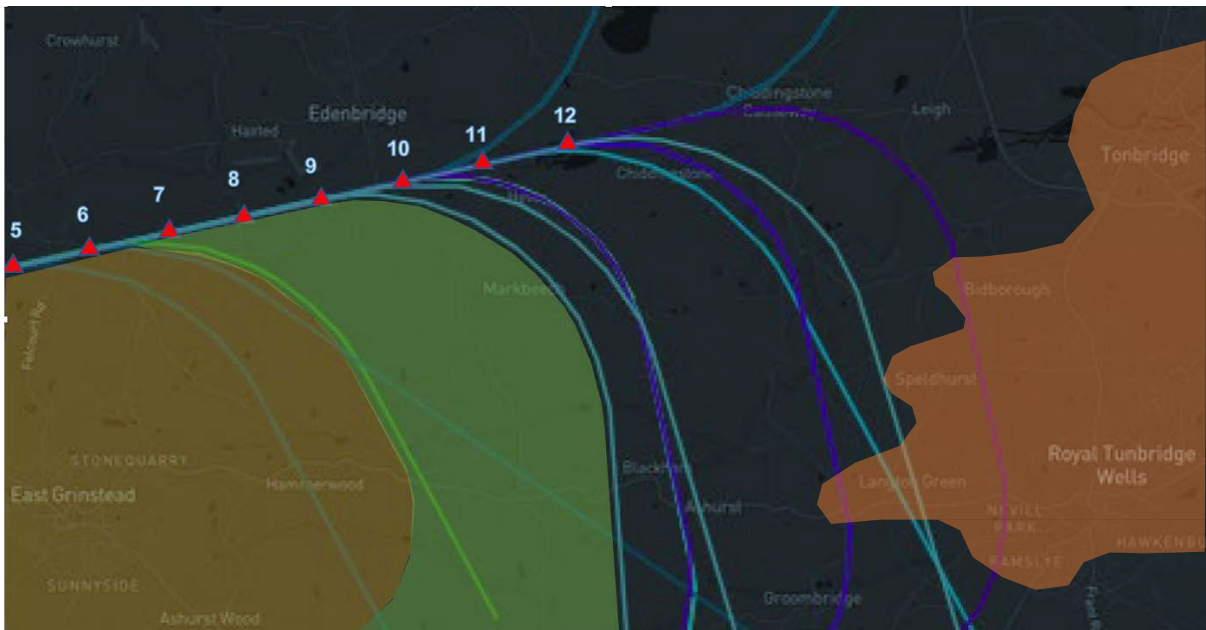 Crowhurst
Edenbridge
Haxted
Chiddingstone
Causeway
Leigh
Tonbridge
12
11
10
9
8
7
6
5
Chiddingstone
Markbeech
Bidborough
Felcourt Rd
Speldhurst
STONEQUARRY
East Grinstead
Hammerwood
Blackham
Ashurst
Langton Green
Royal Tunbridge
Wells
NEVILL
PARK
HAWKENBU
RAMSLYE
SUNNYSIDE
Ashurst Wood
Groombridge